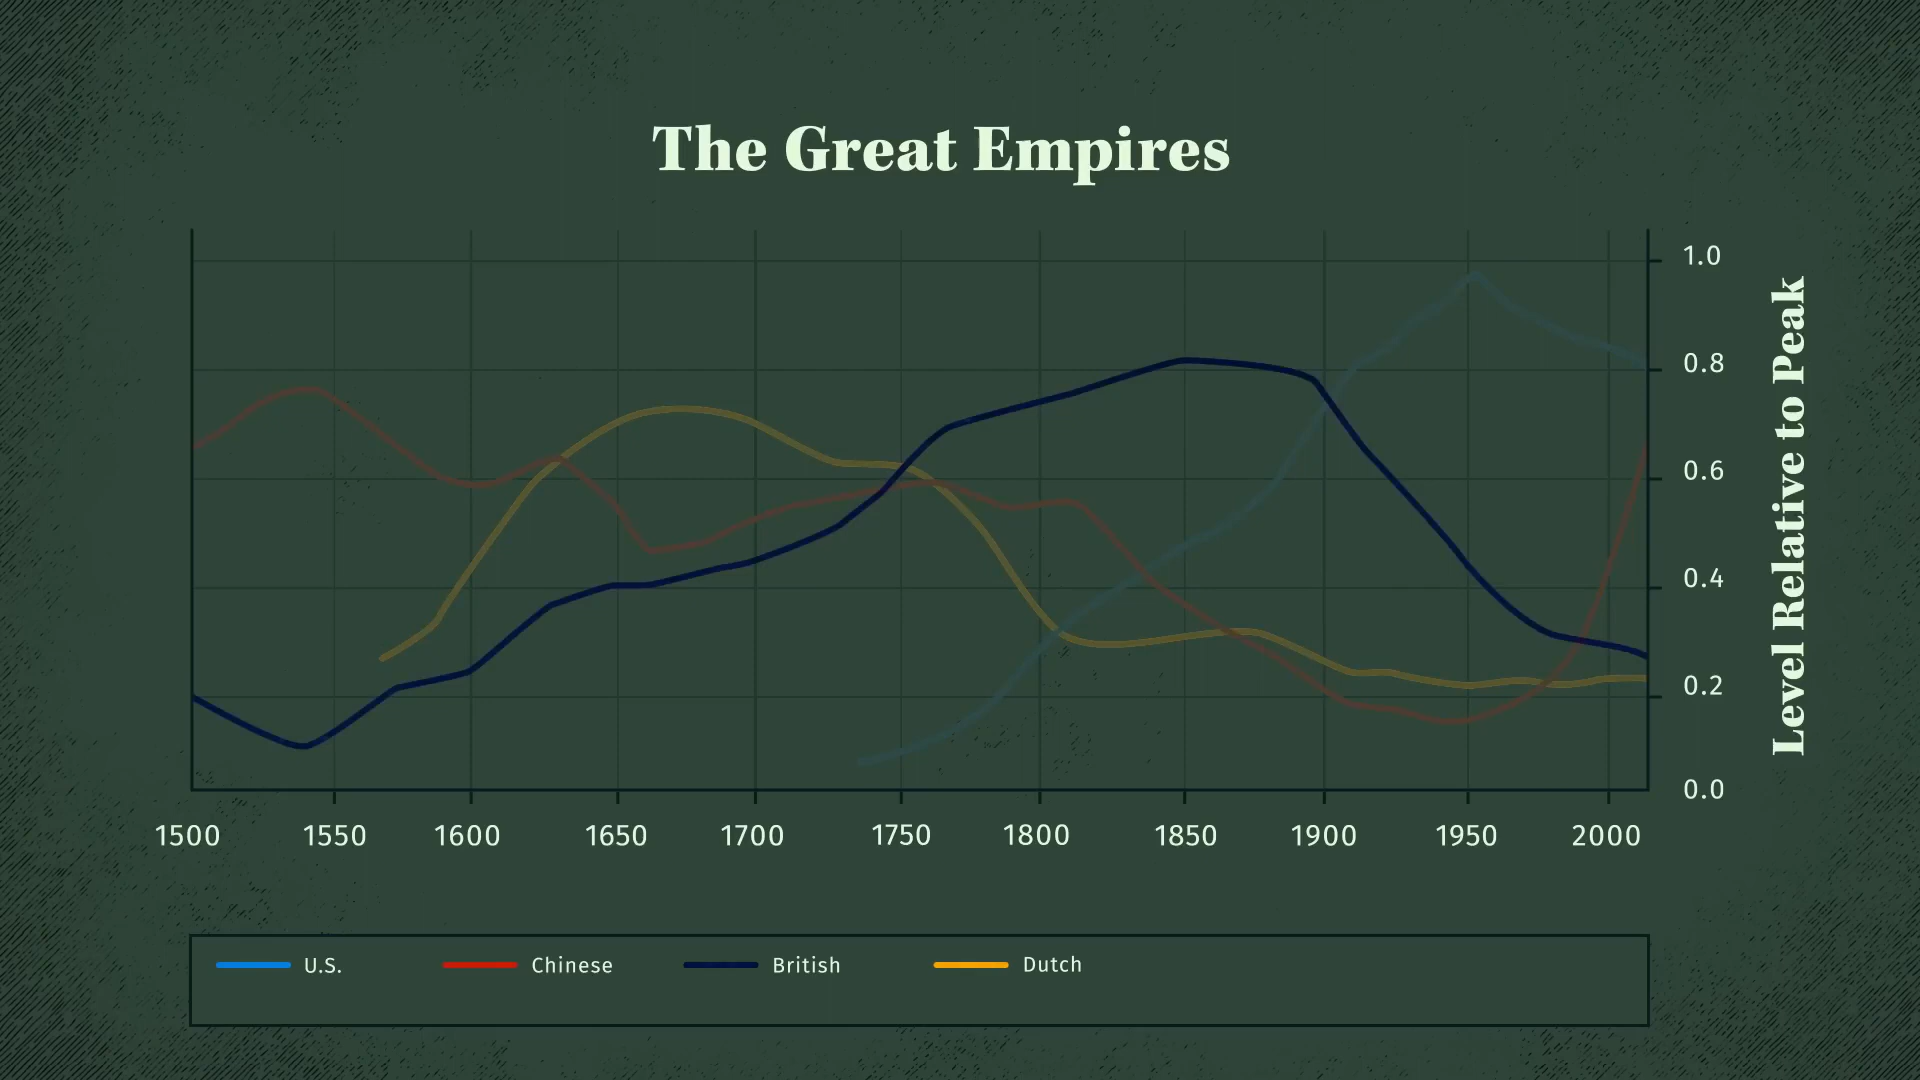 The Great Empires
1.0
0.8
0.6
0.4
0.2
0.0
Level Relative to Peak
1500 1550 1600 1650 1700 1750 1800 1850 1900 1950 2000
U.S. Chinese British Dutch